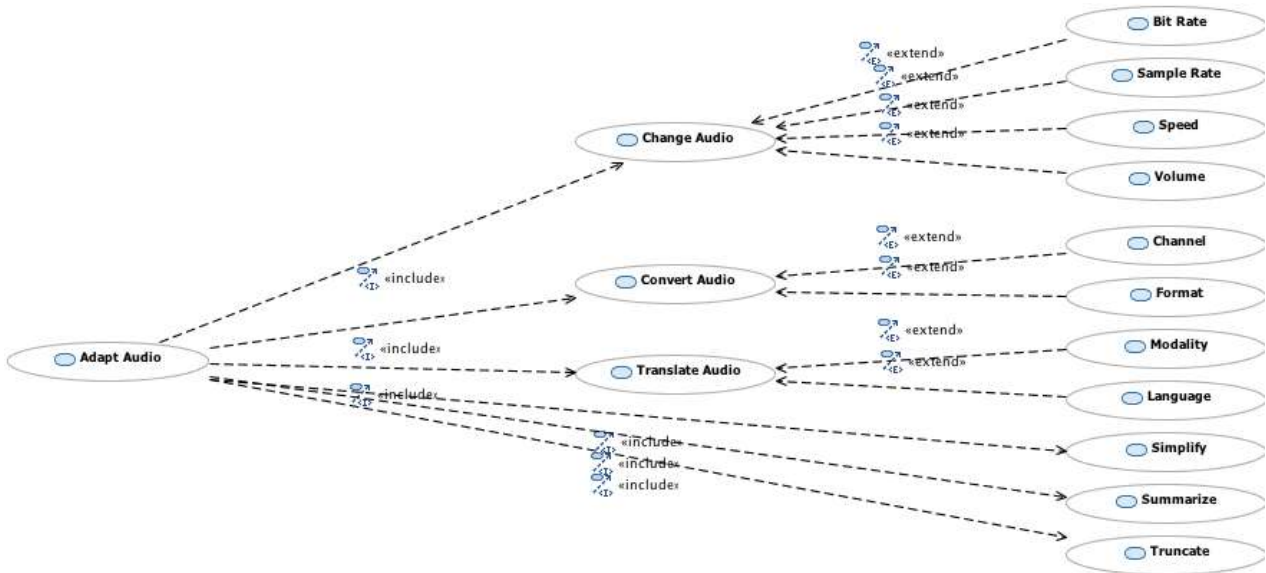 Bit Rate
«extend»
«extend»
Sample Rate
«extend»
Speed
«extend»
Change Audio
Volume
«extend»
Channel
«extend»
«include»
Convert Audio
Format
«extend»
Modality
«include»
Adapt Audio
«extend»
Translate Audio
«include»
Language
«include»
Simplify
«include»
«include»
Summarize
Truncate